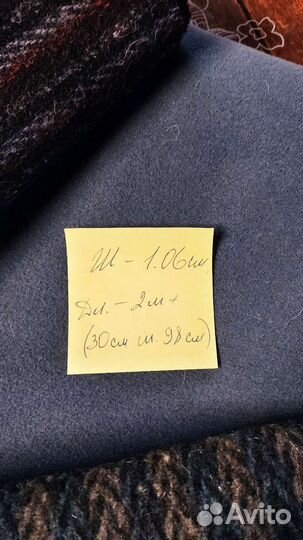 Ш – 1.06см
Дл. – 2м +
(30см ш. 98см)
Avito